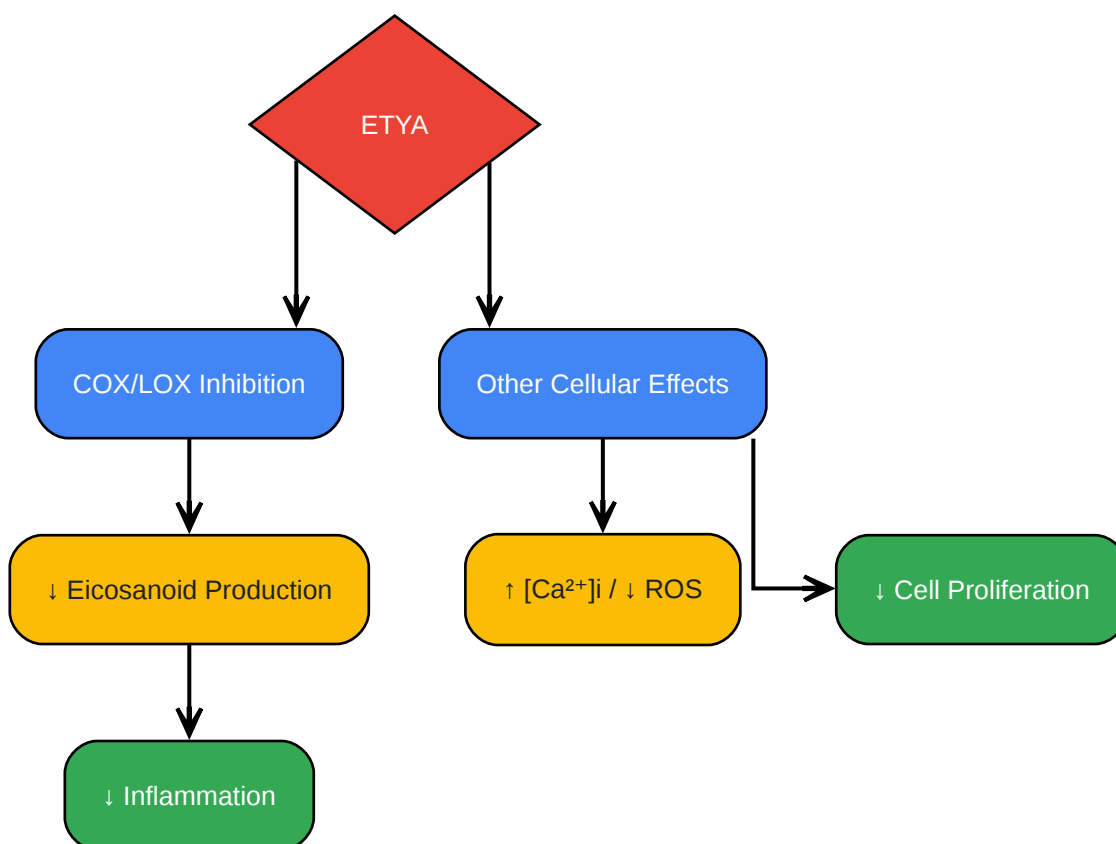 ETYA
COX/LOX Inhibition
Other Cellular Effects
↓ Eicosanoid Production
↑ [Ca²⁺]i / ↓ ROS
↓ Cell Proliferation
↓ Inflammation